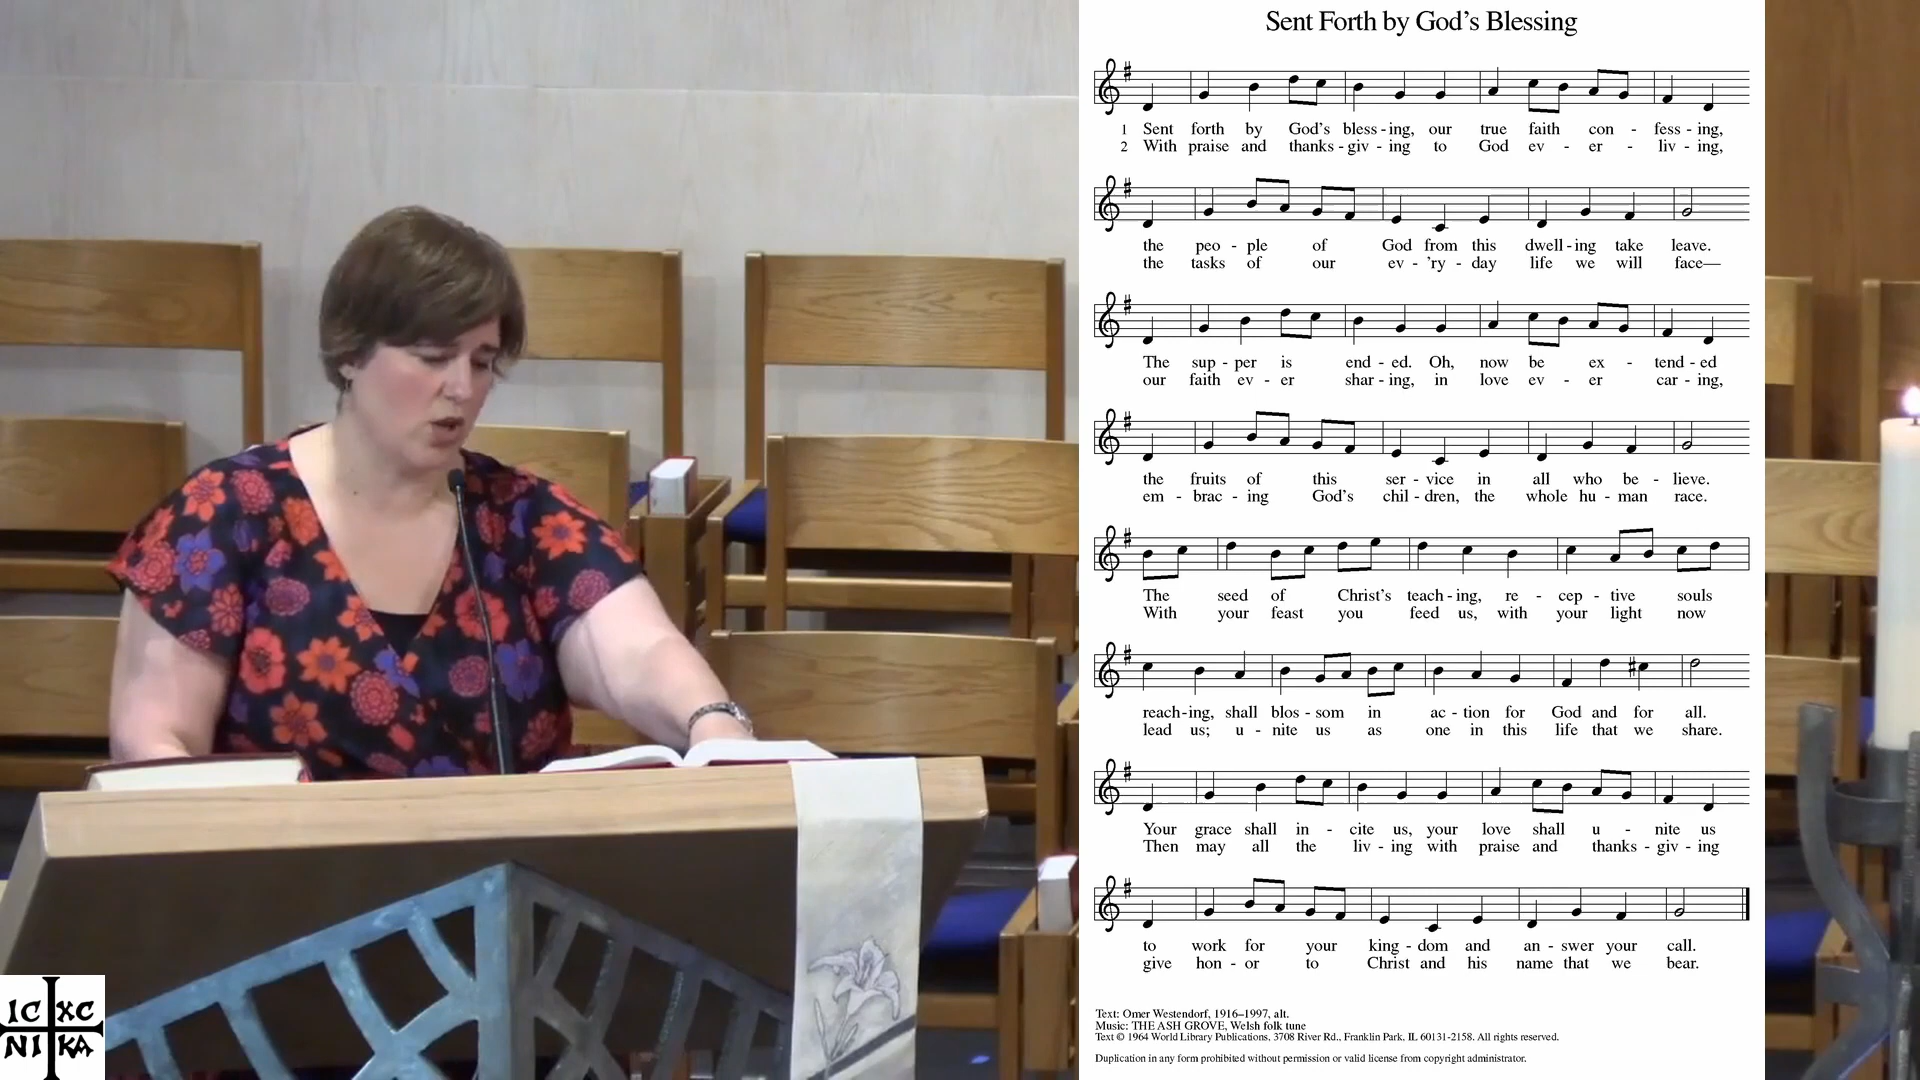 Sent Forth by God's Blessing
1 Sent forth by God's bless - ing, our true faith con - fess - ing,
2 With praise and thanks - giv - ing to God ev - er - liv - ing,
the peo - ple of God from this dwell - ing take leave.
the tasks of our ev - 'ry - day life we will face—
The sup - per is end - ed. Oh, now be ex - tend - ed
our faith ev - er shar - ing, in love ev - er car - ing,
the fruits of this ser - vice in all who be - lieve.
em - brac - ing God's chil - dren, the whole hu - man race.
The seed of Christ's teach - ing, re - cep - tive souls
With your feast you feed us, with your light now
reach - ing, shall blos - som in ac - tion for God and for all.
lead us; u - nite us as one in this life that we share.
Your grace shall in - cite us, your love shall u - nite us
Then may all the liv - ing with praise and thanks - giv - ing
to work for your king - dom and an - swer your call.
give hon - or to Christ and his name that we bear.
Text: Omer Westendorf, 1916–1997, alt.
Music: THE ASH GROVE, Welsh folk tune
Text © 1964 World Library Publications, 3708 River Rd., Franklin Park, IL 60131-2158. All rights reserved.
Duplication in any form prohibited without permission or valid license from copyright administrator.
IC XC
NI KA